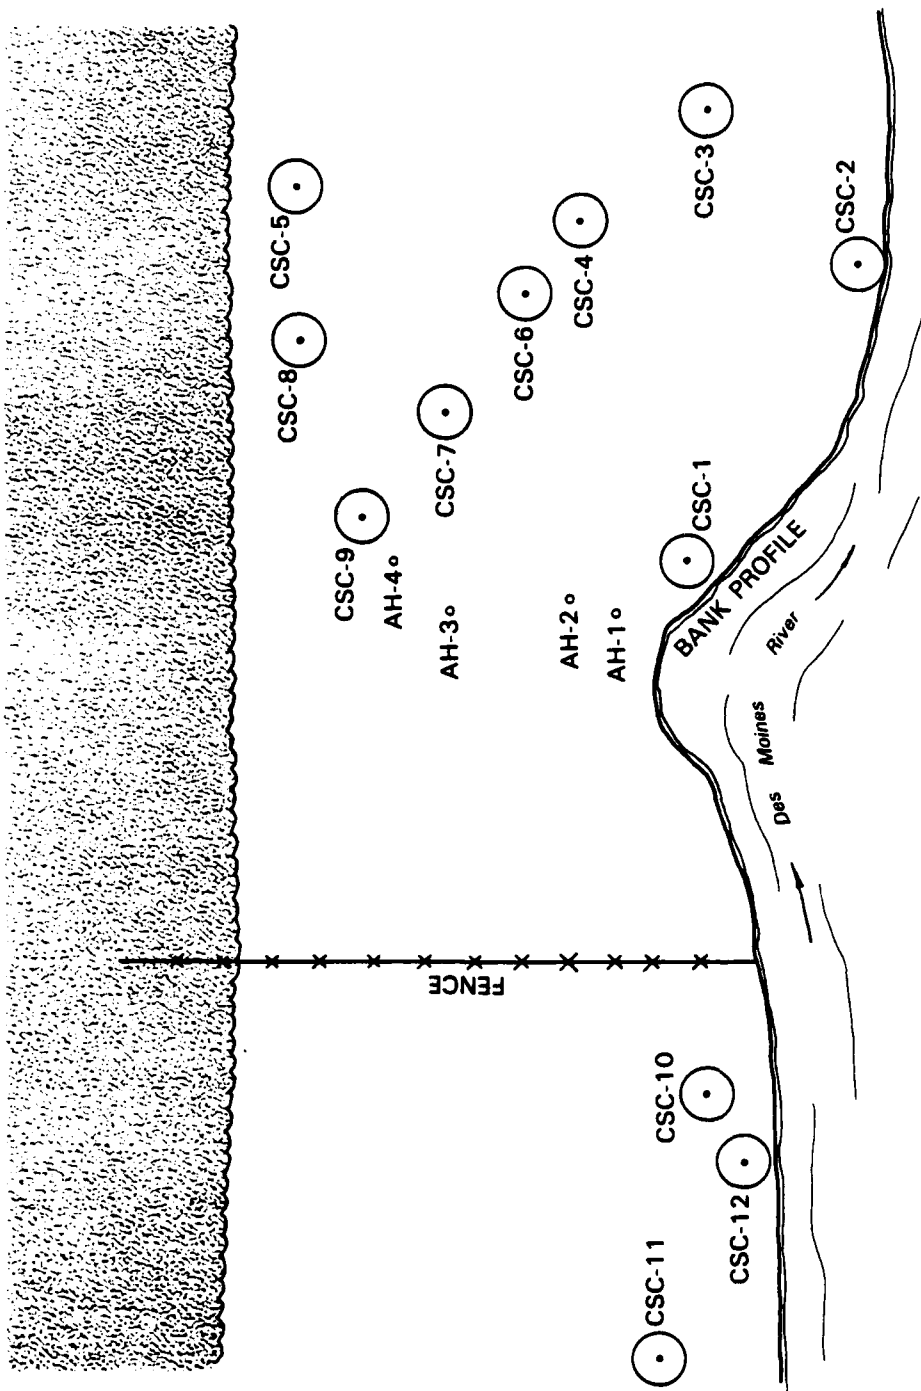 CSC-5
CSC-3
CSC-2
CSC-4
CSC-8
CSC-6
CSC-7
CSC-1
CSC-9
AH-4
AH-3
AH-2
AH-1
BANK PROFILE
Des Moines River
FENCE
CSC-10
CSC-12
CSC-11